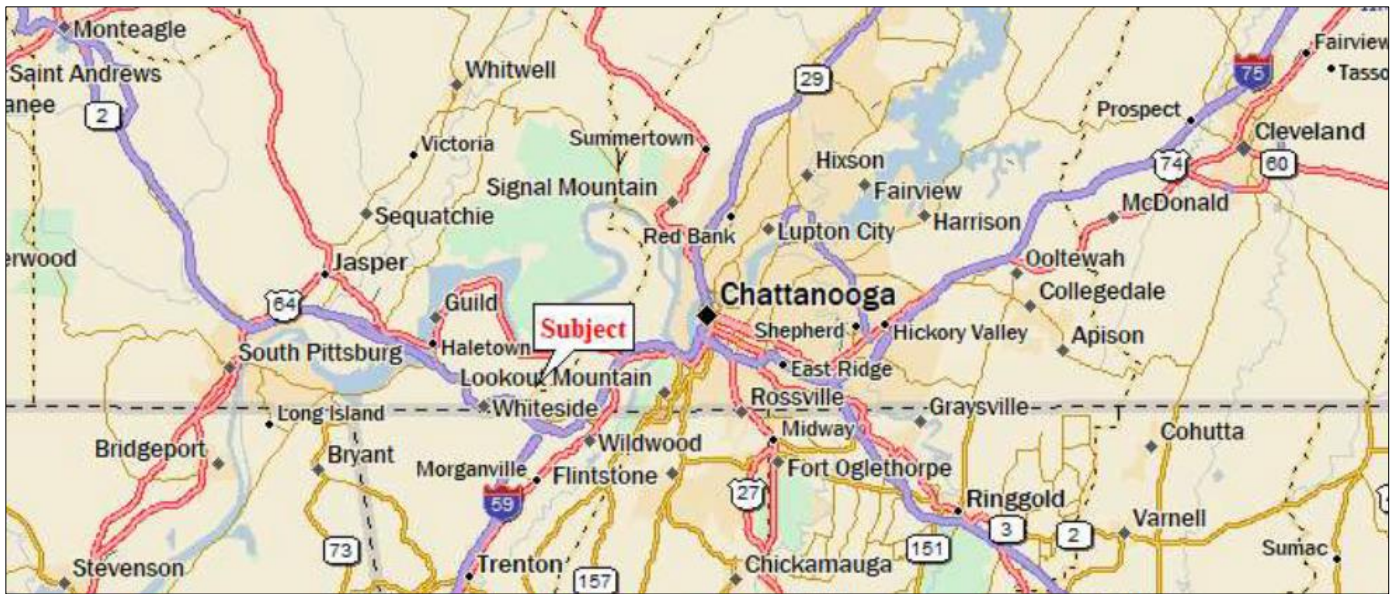 Monteagle
Fairview
Saint Andrews
anee
Whitwell
29
75
Tasso
2
Prospect
Summertown
Cleveland
Victoria
Hixson
74
60
Signal Mountain
Fairview
Sequatchie
Harrison
McDonald
Red Bank
Lupton City
erwood
Jasper
Ooltewah
64
Guild
Chattanooga
Collegedale
Subject
Shepherd
Hickory Valley
Apison
Haletown
South Pittsburg
East Ridge
Lookout Mountain
Long Island
Whiteside
Rossville
Graysville
Wildwood
Midway
Cohutta
Bridgeport
Bryant
Morganville
Flintstone
Fort Oglethorpe
59
27
Ringgold
3
2
Varnell
73
151
Sumac
Stevenson
Trenton
157
Chickamauga